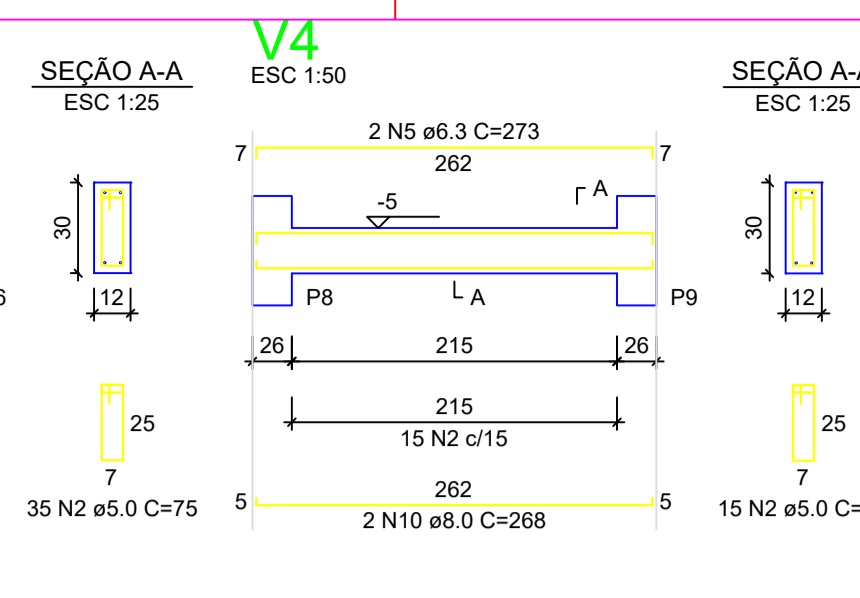 V4
SEÇÃO A-A
ESC 1:25
ESC 1:50
SEÇÃO A-A
ESC 1:25
2 N5 ø6.3 C=273
7
262
7
-5
A
30
12
P8
A
P9
30
12
6
26
215
26
215
15 N2 c/15
25
7
35 N2 ø5.0 C=75
5
262
5
2 N10 ø8.0 C=268
25
7
15 N2 ø5.0 C=